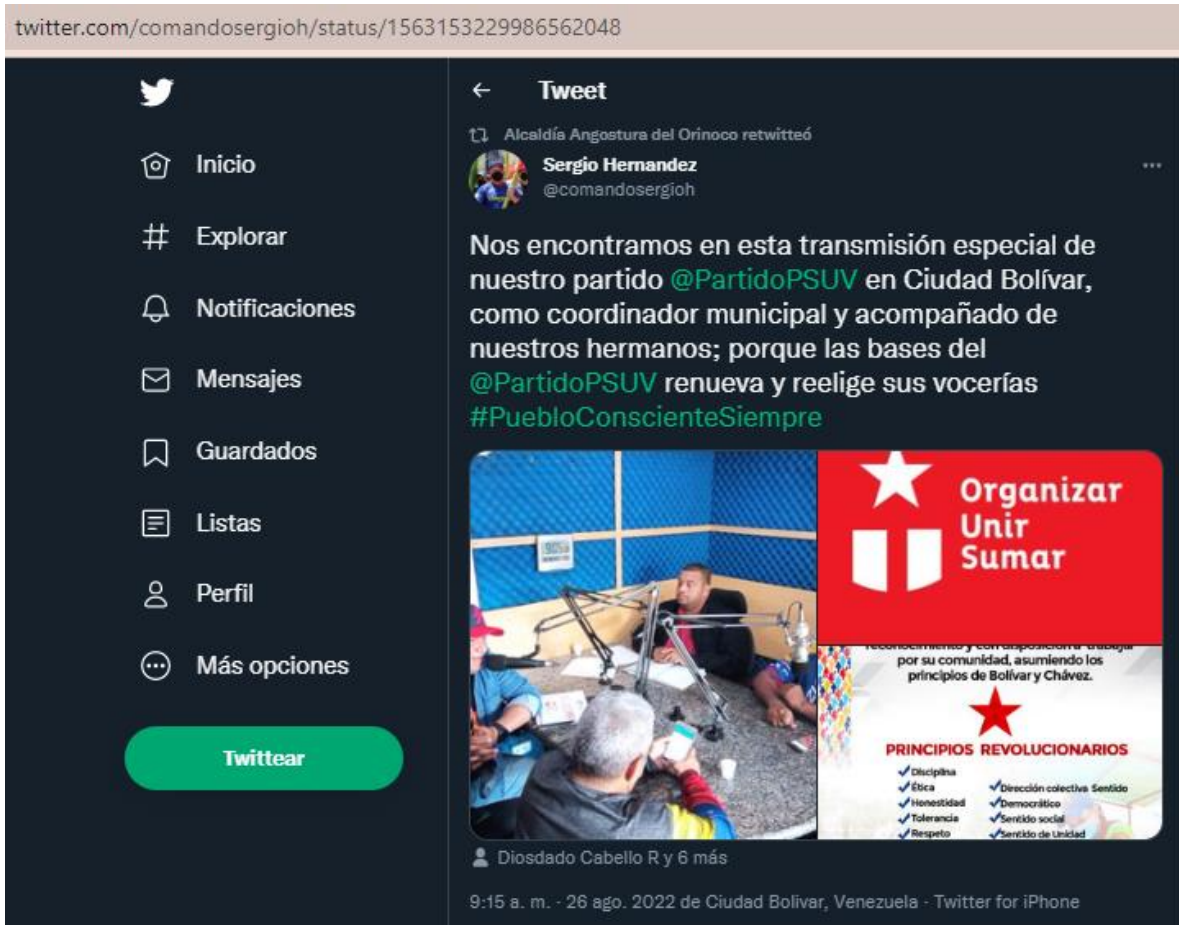 twitter.com/comandosergioh/status/1563153229986562048
Tweet
Alcaldía Angostura del Orinoco retwitteó
Sergio Hernandez
@comandosergioh
Inicio
Explorar
Notificaciones
Mensajes
Guardados
Listas
Perfil
Más opciones
Twittear
Nos encontramos en esta transmisión especial de
nuestro partido @PartidoPSUV en Ciudad Bolívar,
como coordinador municipal y acompañado de
nuestros hermanos; porque las bases del
@PartidoPSUV renueva y reelige sus vocerías
#PuebloConscienteSiempre
Organizar
Unir
Sumar
reconocimiento y con disposición a trabajar
por su comunidad, asumiendo los
principios de Bolívar y Chávez.
PRINCIPIOS REVOLUCIONARIOS
Disciplina
Ética
Honestidad
Tolerancia
Respeto
Dirección colectiva Sentido
Democrático
Sentido social
Sentido de Unidad
Diosdado Cabello R y 6 más
9:15 a. m. · 26 ago. 2022 de Ciudad Bolivar, Venezuela · Twitter for iPhone